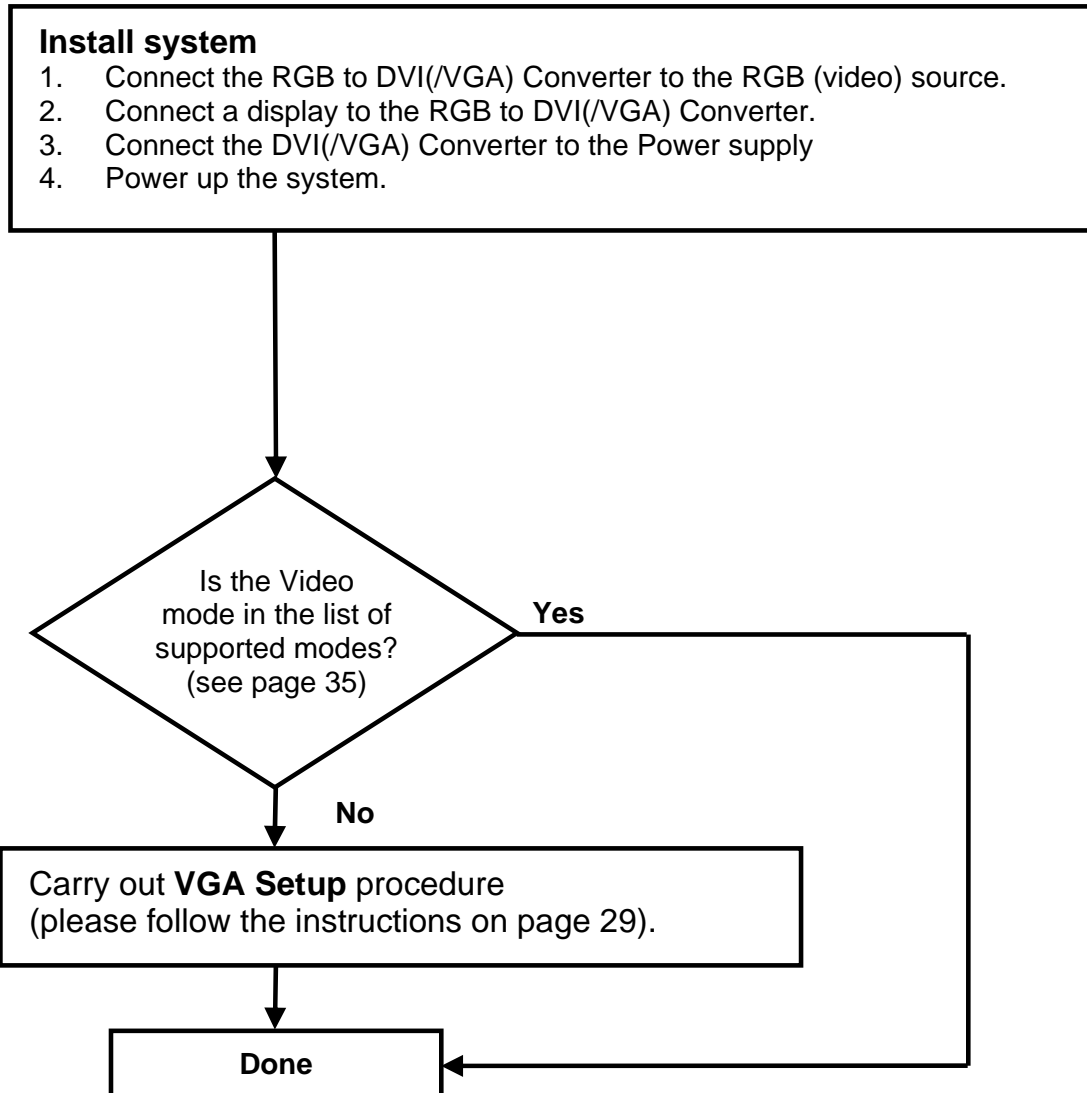 Install system
1. Connect the RGB to DVI(/VGA) Converter to the RGB (video) source.
2. Connect a display to the RGB to DVI(/VGA) Converter.
3. Connect the DVI(/VGA) Converter to the Power supply
4. Power up the system.
Is the Video
mode in the list of
supported modes?
(see page 35)
Yes
No
Carry out VGA Setup procedure
(please follow the instructions on page 29).
Done